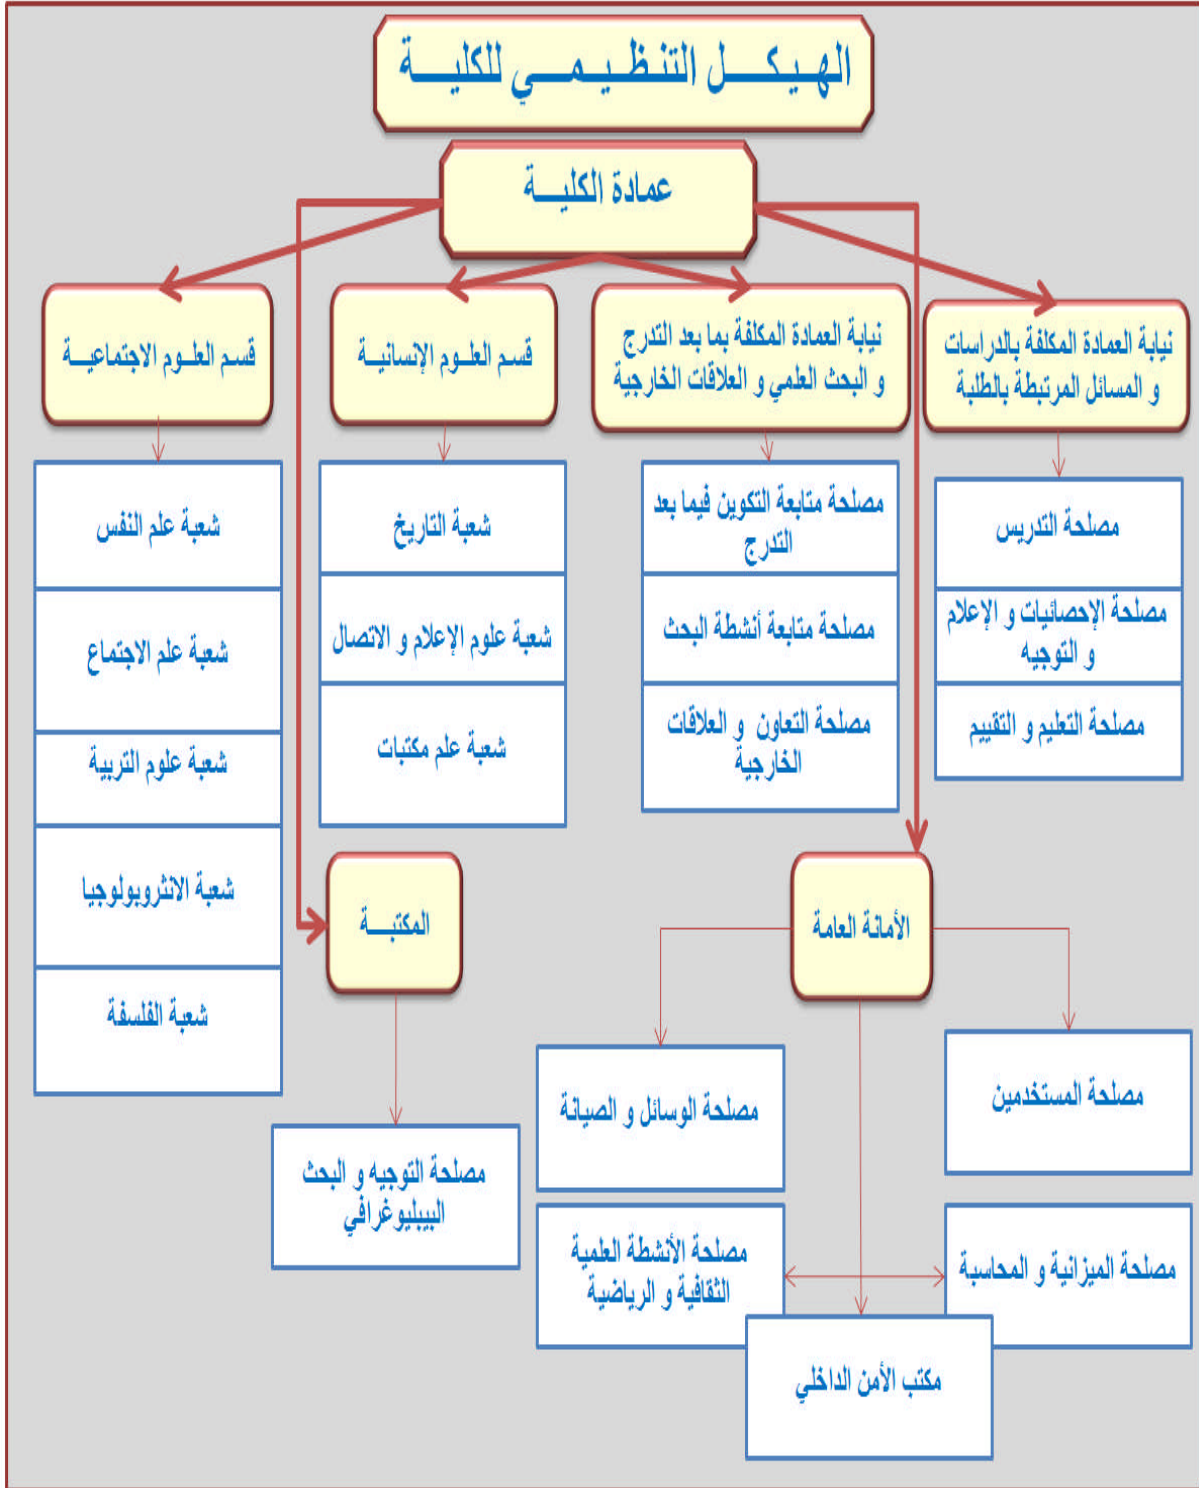 الهيكل التنظيمي للكلية
عمادة الكلية
نيابة العمادة المكلفة بالدراسات
و المسائل المرتبطة بالطلبة
نيابة العمادة المكلفة بما بعد التدرج
و البحث العلمي و العلاقات الخارجية
قسم العلوم الإنسانية
قسم العلوم الاجتماعية
مصلحة التدريس
مصلحة الإحصائيات و الإعلام
و التوجيه
مصلحة التعليم و التقييم
مصلحة متابعة التكوين فيما بعد
التدرج
مصلحة متابعة أنشطة البحث
مصلحة التعاون و العلاقات
الخارجية
شعبة التاريخ
شعبة علوم الإعلام و الاتصال
شعبة علم مكتبات
شعبة علم النفس
شعبة علم الاجتماع
شعبة علوم التربية
شعبة الانثروبولوجيا
شعبة الفلسفة
الأمانة العامة
المكتبة
مصلحة المستخدمين
مصلحة الوسائل و الصيانة
مصلحة الميزانية و المحاسبة
مصلحة الأنشطة العلمية
الثقافية و الرياضية
مكتب الأمن الداخلي
مصلحة التوجيه و البحث
البيبليوغرافي